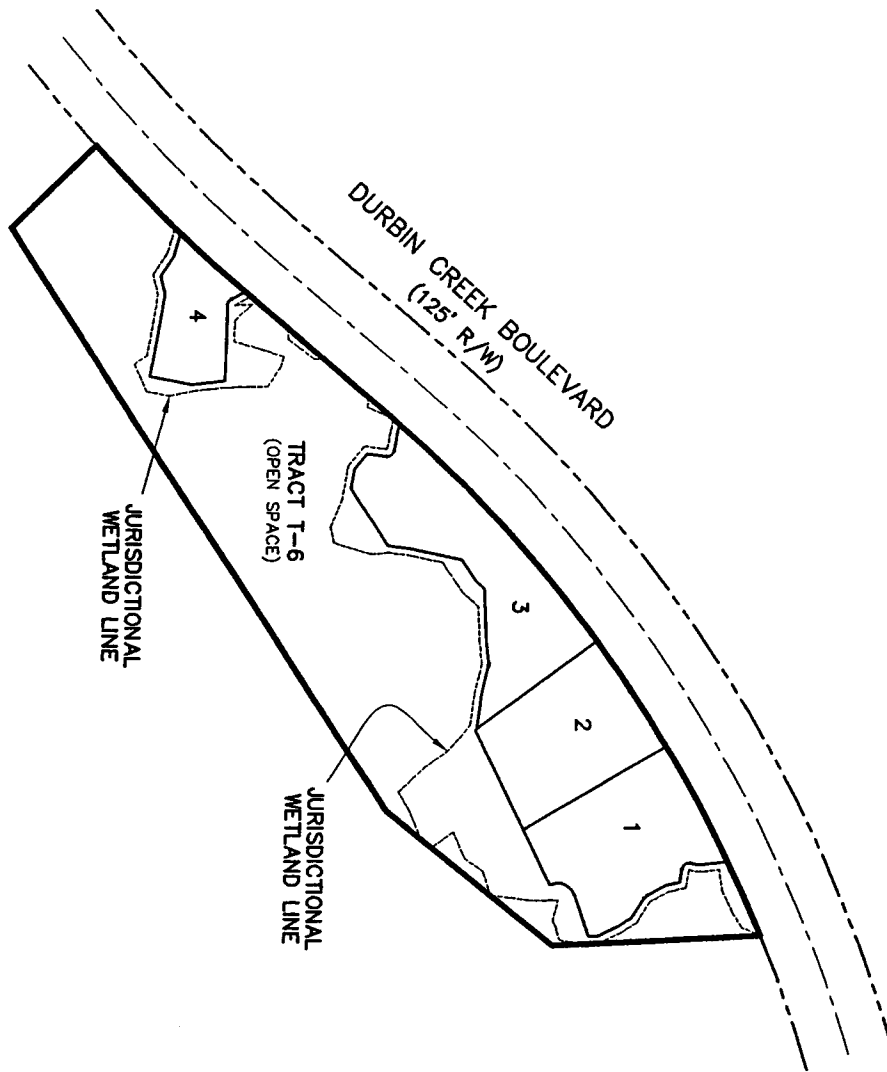 DURBIN CREEK BOULEVARD
(125' R/W)
4
TRACT T-6
(OPEN SPACE)
3
2
1
JURISDICTIONAL
WETLAND LINE
JURISDICTIONAL
WETLAND LINE